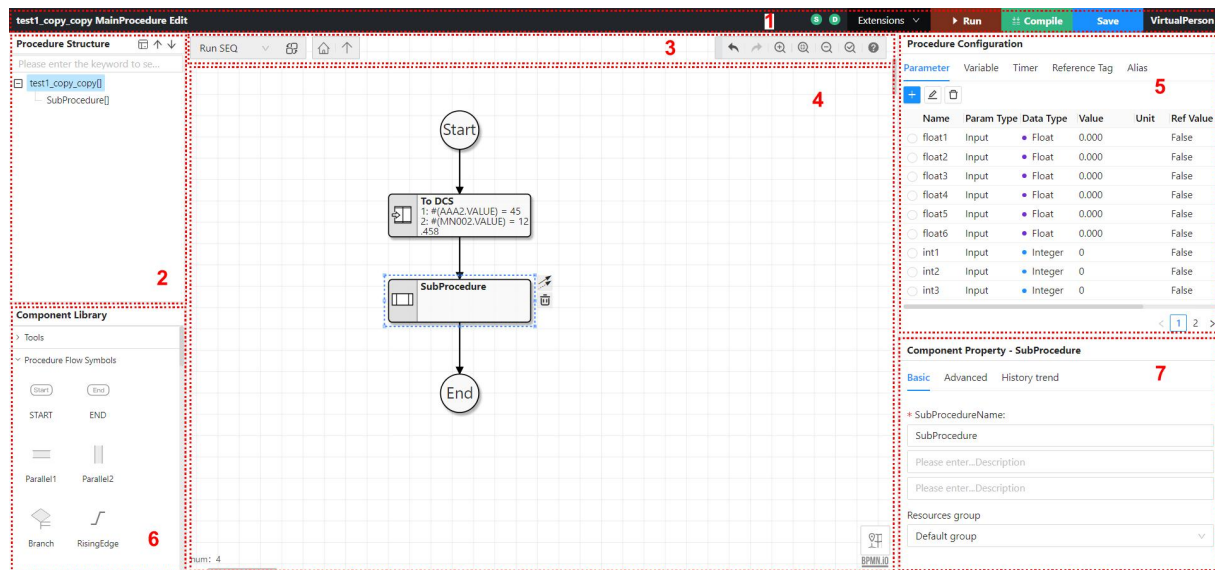 test1_copy_copy MainProcedure Edit
1
S
D
Extensions
Run
Compile
Save
VirtualPerson
Procedure Structure
Please enter the keyword to se...
test1_copy_copy[]
SubProcedure[]
2
Run SEQ
3
4
Start
To DCS
1: #(AAA2.VALUE) = 45
2: #(MN002.VALUE) = 12
.458
SubProcedure
End
num: 4
BPMN.IO
Procedure Configuration
Parameter Variable Timer Reference Tag Alias
5
Name Param Type Data Type Value Unit Ref Value
float1 Input Float 0.000 False
float2 Input Float 0.000 False
float3 Input Float 0.000 False
float4 Input Float 0.000 False
float5 Input Float 0.000 False
float6 Input Float 0.000 False
int1 Input Integer 0 False
int2 Input Integer 0 False
int3 Input Integer 0 False
< 1 2 >
Component Library
Tools
Procedure Flow Symbols
Start End
START END
Parallel1 Parallel2
Branch RisingEdge
6
Component Property - SubProcedure
7
Basic Advanced History trend
* SubProcedureName:
SubProcedure
Please enter...Description
Please enter...Description
Resources group
Default group